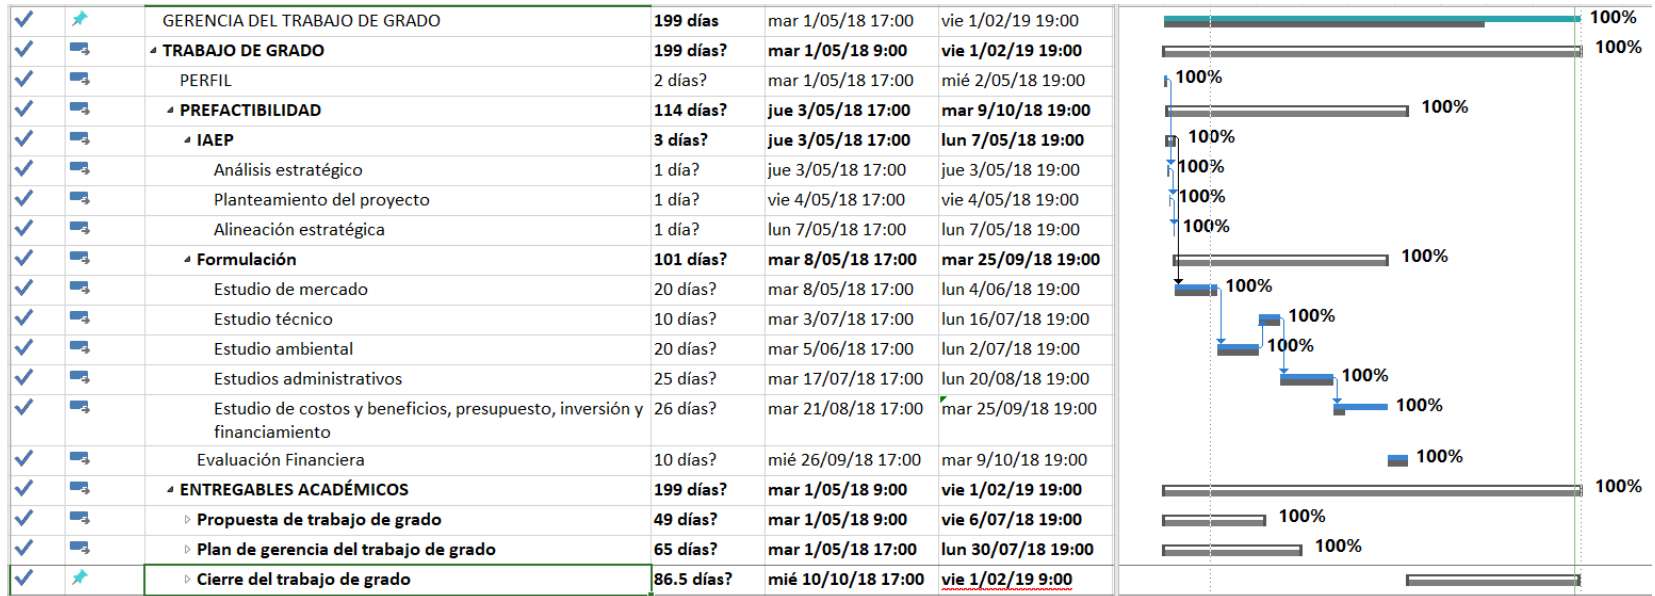 GERENCIA DEL TRABAJO DE GRADO 199 días mar 1/05/18 17:00 vie 1/02/19 19:00 100%
TRABAJO DE GRADO 199 días? mar 1/05/18 9:00 vie 1/02/19 19:00 100%
PERFIL 2 días? mar 1/05/18 17:00 mié 2/05/18 19:00 100%
PREFACTIBILIDAD 114 días? jue 3/05/18 17:00 mar 9/10/18 19:00 100%
IAEP 3 días? jue 3/05/18 17:00 lun 7/05/18 19:00 100%
Análisis estratégico 1 día? jue 3/05/18 17:00 jue 3/05/18 19:00 100%
Planteamiento del proyecto 1 día? vie 4/05/18 17:00 vie 4/05/18 19:00 100%
Alineación estratégica 1 día? lun 7/05/18 17:00 lun 7/05/18 19:00 100%
Formulación 101 días? mar 8/05/18 17:00 mar 25/09/18 19:00 100%
Estudio de mercado 20 días? mar 8/05/18 17:00 lun 4/06/18 19:00 100%
Estudio técnico 10 días? mar 3/07/18 17:00 lun 16/07/18 19:00 100%
Estudio ambiental 20 días? mar 5/06/18 17:00 lun 2/07/18 19:00 100%
Estudios administrativos 25 días? mar 17/07/18 17:00 lun 20/08/18 19:00 100%
Estudio de costos y beneficios, presupuesto, inversión y 26 días? mar 21/08/18 17:00 mar 25/09/18 19:00 100%
financiamiento
Evaluación Financiera 10 días? mié 26/09/18 17:00 mar 9/10/18 19:00 100%
ENTREGABLES ACADÉMICOS 199 días? mar 1/05/18 9:00 vie 1/02/19 19:00 100%
Propuesta de trabajo de grado 49 días? mar 1/05/18 9:00 vie 6/07/18 19:00 100%
Plan de gerencia del trabajo de grado 65 días? mar 1/05/18 17:00 lun 30/07/18 19:00 100%
Cierre del trabajo de grado 86.5 días? mié 10/10/18 17:00 vie 1/02/19 9:00